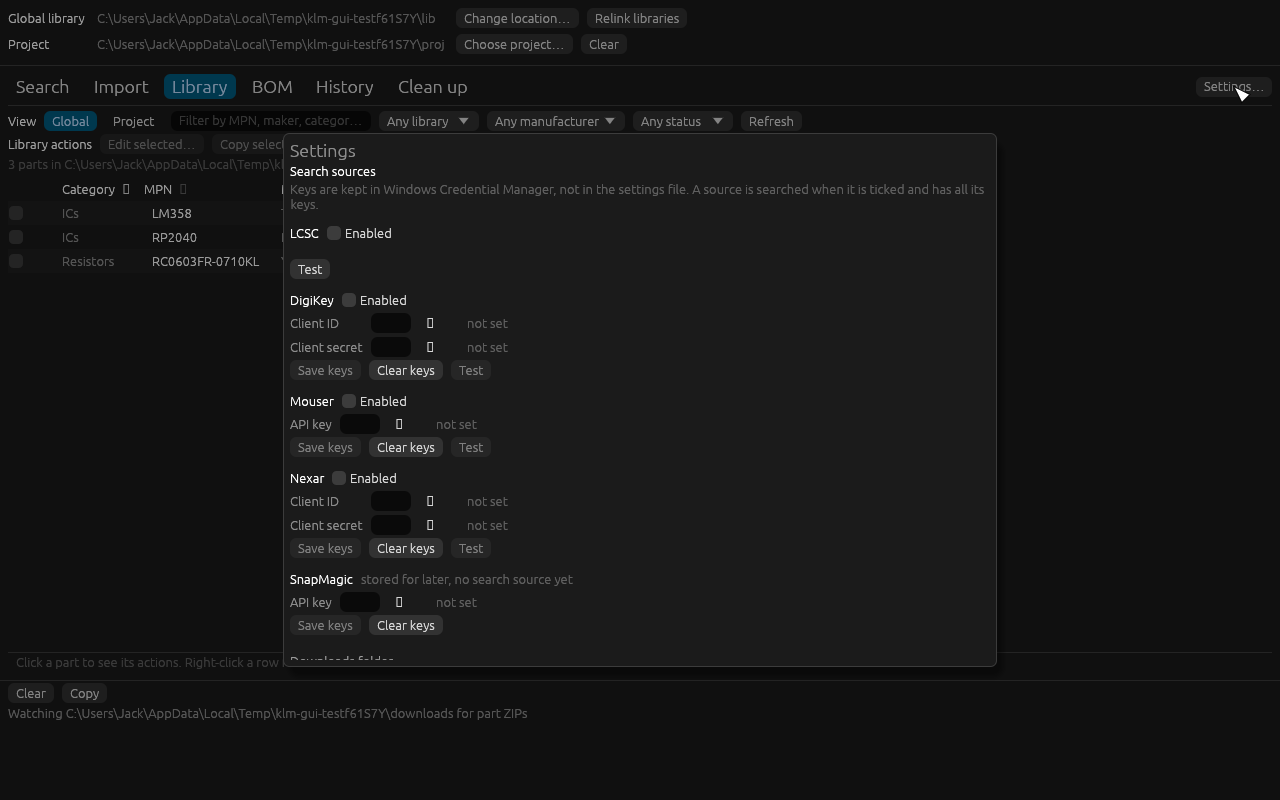 Global library C:\Users\Jack\AppData\Local\Temp\klm-gui-testf61S7Y\lib Change location… Relink libraries
Project C:\Users\Jack\AppData\Local\Temp\klm-gui-testf61S7Y\proj Choose project… Clear
Search Import Library BOM History Clean up Settings…
View Global Project Filter by MPN, maker, categor… Any library Any manufacturer Any status Refresh
Library actions Edit selected… Copy selec
3 parts in C:\Users\Jack\AppData\Local\Temp\kl
Category MPN
ICs LM358
ICs RP2040
Resistors RC0603FR-0710KL
Settings
Search sources
Keys are kept in Windows Credential Manager, not in the settings file. A source is searched when it is ticked and has all its
keys.
LCSC Enabled
Test
DigiKey Enabled
Client ID not set
Client secret not set
Save keys Clear keys Test
Mouser Enabled
API key not set
Save keys Clear keys Test
Nexar Enabled
Client ID not set
Client secret not set
Save keys Clear keys Test
SnapMagic stored for later, no search source yet
API key not set
Save keys Clear keys
Downloads folder
Click a part to see its actions. Right-click a row
Clear Copy
Watching C:\Users\Jack\AppData\Local\Temp\klm-gui-testf61S7Y\downloads for part ZIPs